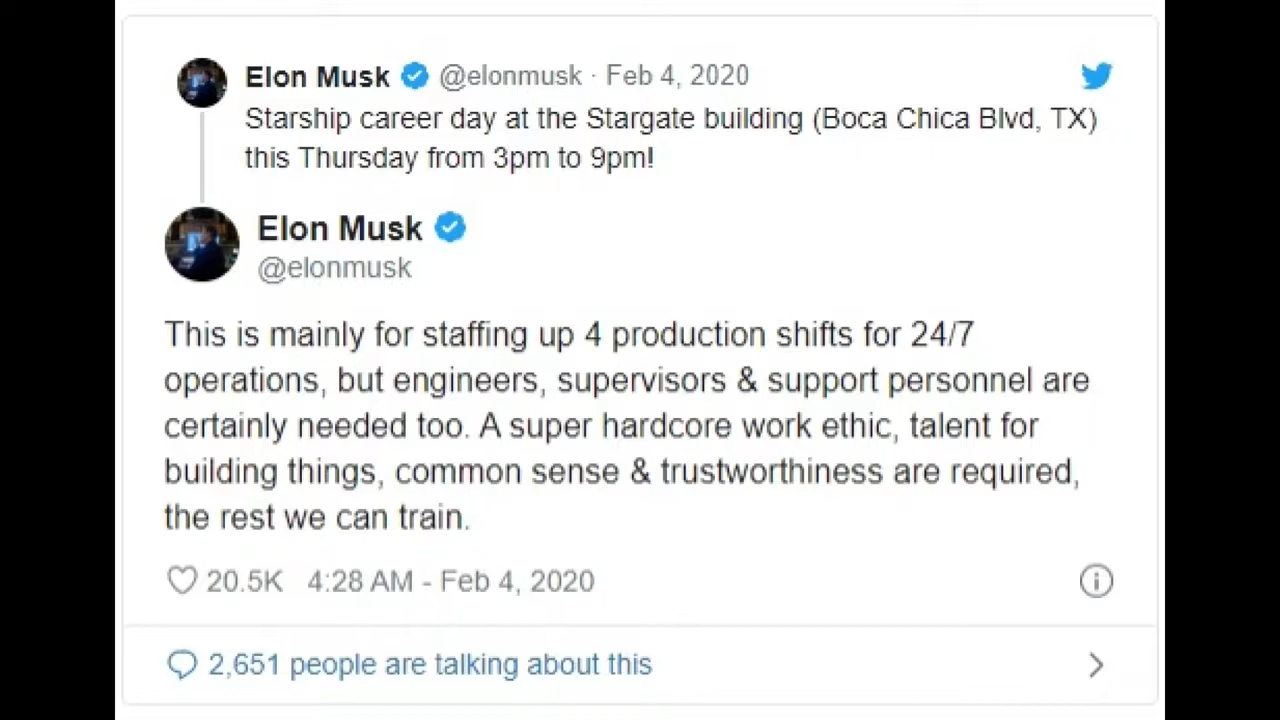 Elon Musk @elonmusk · Feb 4, 2020
Starship career day at the Stargate building (Boca Chica Blvd, TX)
this Thursday from 3pm to 9pm!
Elon Musk
@elonmusk
This is mainly for staffing up 4 production shifts for 24/7
operations, but engineers, supervisors & support personnel are
certainly needed too. A super hardcore work ethic, talent for
building things, common sense & trustworthiness are required,
the rest we can train.
20.5K 4:28 AM - Feb 4, 2020
2,651 people are talking about this